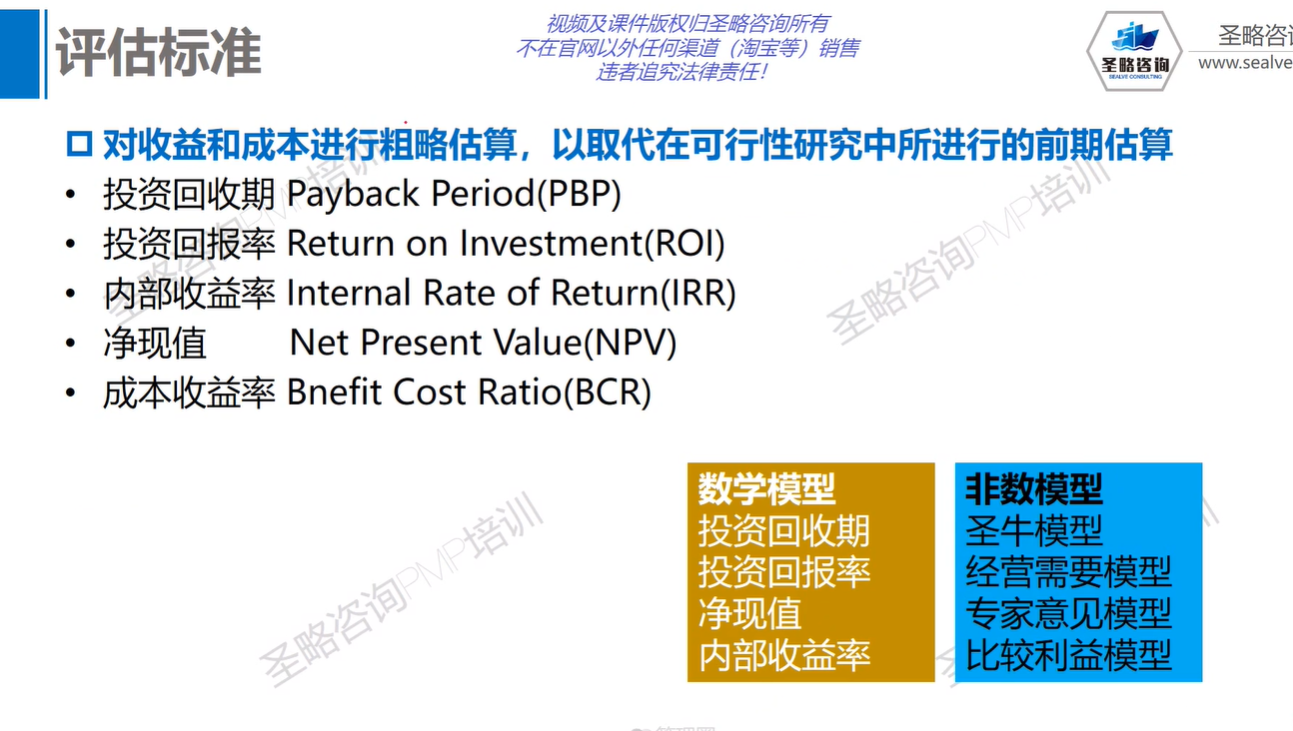 评估标准
视频及课件版权归圣略咨询所有
不在官网以外任何渠道（淘宝等）销售
违者追究法律责任！
圣略咨询
SEALVE CONSULTING
圣略咨
www.sealve
□ 对收益和成本进行粗略估算，以取代在可行性研究中所进行的前期估算
• 投资回收期 Payback Period(PBP)
• 投资回报率 Return on Investment(ROI)
• 内部收益率 Internal Rate of Return(IRR)
• 净现值 Net Present Value(NPV)
• 成本收益率 Bnefit Cost Ratio(BCR)
圣略咨询PMP培训
圣略咨询PMP培训
圣略咨询PMP培训
数学模型
投资回收期
投资回报率
净现值
内部收益率
非数模型
圣牛模型
经营需要模型
专家意见模型
比较利益模型